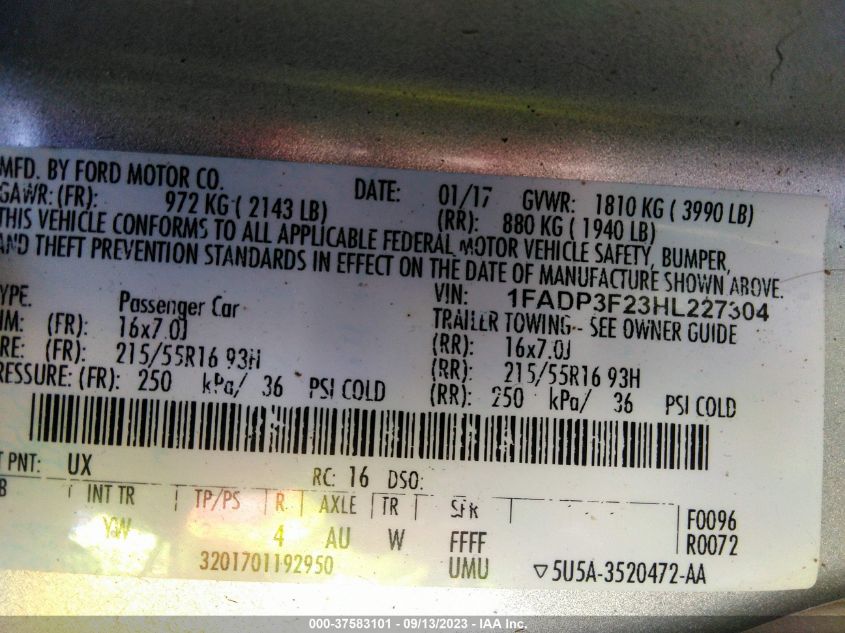 MFD. BY FORD MOTOR CO. DATE: 01/17 GVWR: 1810 KG ( 3990 LB)
GAWR: (FR): 972 KG ( 2143 LB) (RR): 880 KG ( 1940 LB)
THIS VEHICLE CONFORMS TO ALL APPLICABLE FEDERAL MOTOR VEHICLE SAFETY, BUMPER,
AND THEFT PREVENTION STANDARDS IN EFFECT ON THE DATE OF MANUFACTURE SHOWN ABOVE.
VIN: 1FADP3F23HL227304
YPE. Passenger Car TRAILER TOWING-- SEE OWNER GUIDE
IM: (FR): 16x7.0J (RR): 16x7.0J
RE: (FR): 215/55R16 93H (RR): 215/55R16 93H
RESSURE: (FR): 250 kPa/ 36 PSI COLD (RR): 250 kPa/ 36 PSI COLD
T PNT: UX RC: 16 DSO:
B INT TR TP/PS R AXLE TR SPR F0096
YW 4 AU W FFFF R0072
3201701192950 UMU ▽5U5A-3520472-AA
000-37583101 - 09/13/2023 - IAA Inc.